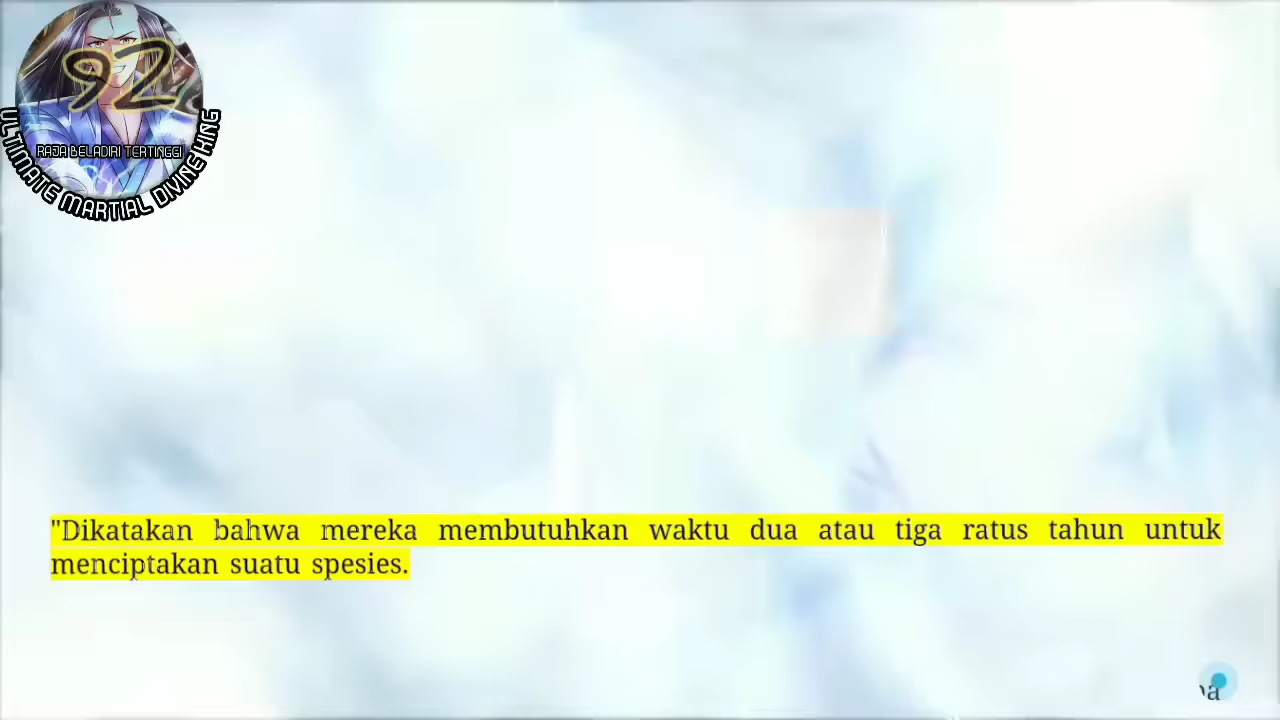 92
RAJA BELADIRI TERTINGGI
ULTIMATE MARTIAL DIVINE KING
"Dikatakan bahwa mereka membutuhkan waktu dua atau tiga ratus tahun untuk
menciptakan suatu spesies.